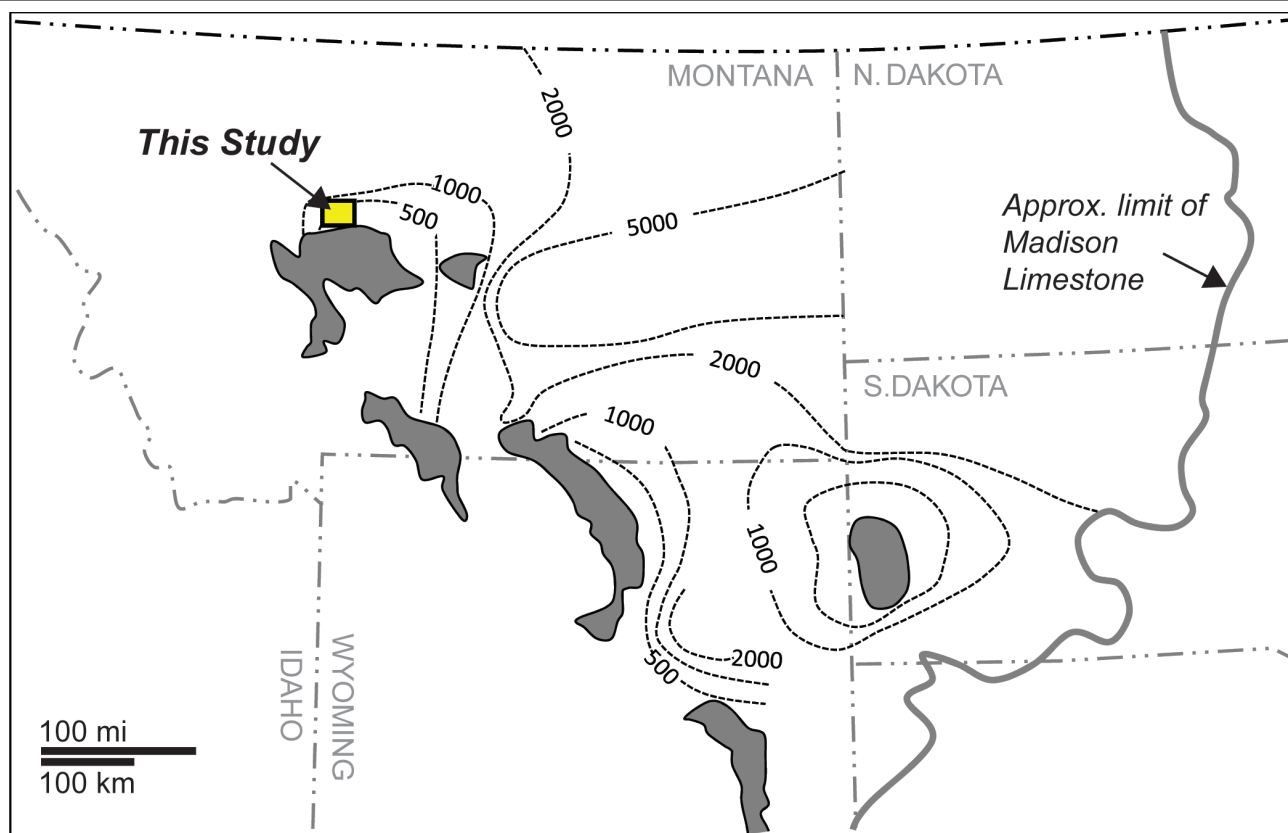 MONTANA
N. DAKOTA
2000
This Study
1000
500
5000
Approx. limit of
Madison
Limestone
2000
S.DAKOTA
1000
1000
500
2000
IDAHO
WYOMING
100 mi
100 km